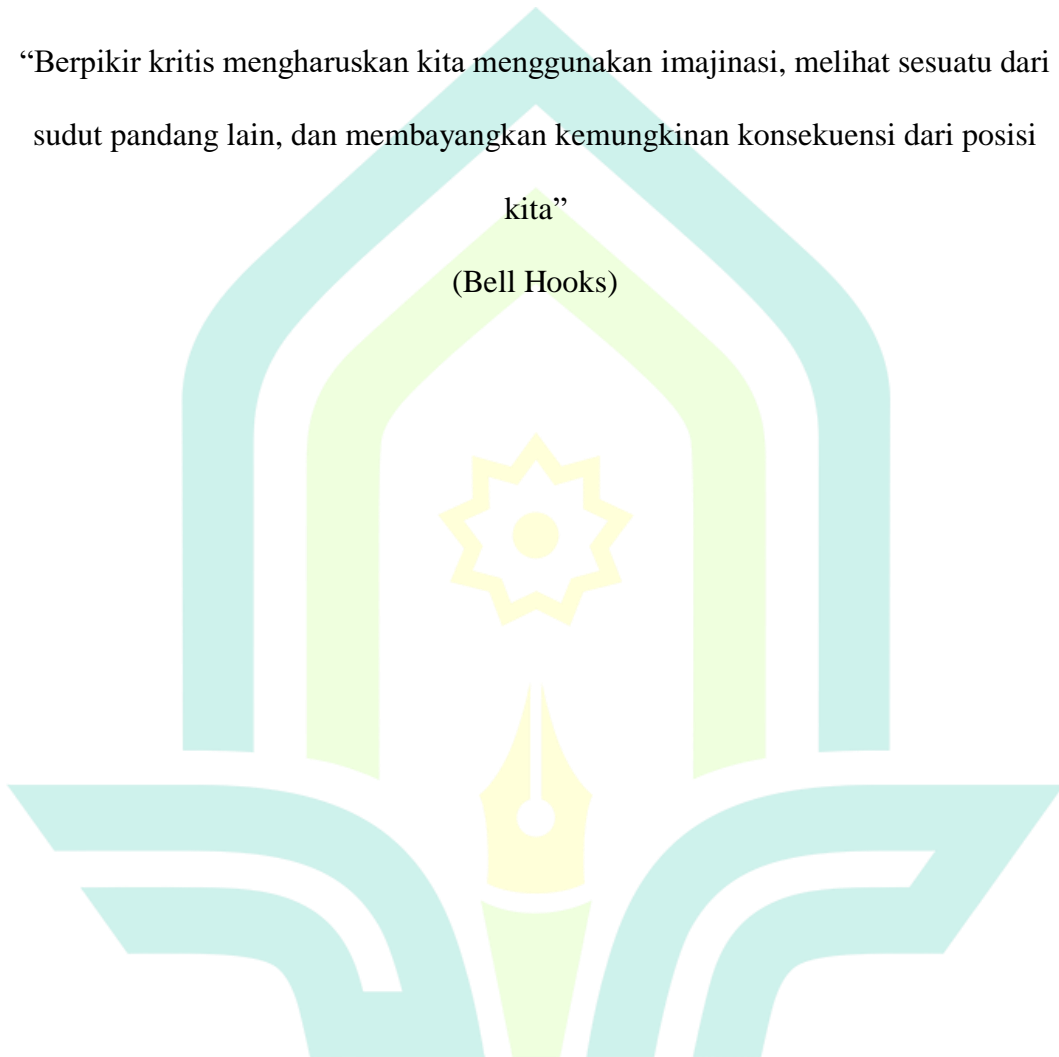 “Berpikir kritis mengharuskan kita menggunakan imajinasi, melihat sesuatu dari
sudut pandang lain, dan membayangkan kemungkinan konsekuensi dari posisi
kita”
(Bell Hooks)